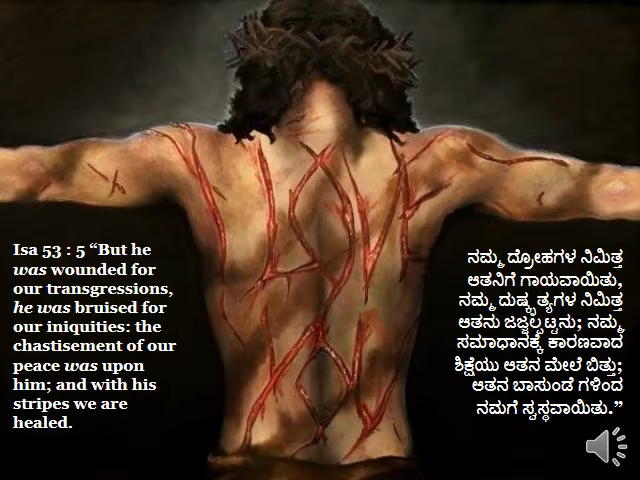 Isa 53 : 5 “But he
was wounded for
our transgressions,
he was bruised for
our iniquities: the
chastisement of our
peace was upon
him; and with his
stripes we are
healed.
ನಮ್ಮ ದ್ರೋಹಗಳ ನಿಮಿತ್ತ
ಆತನಿಗೆ ಗಾಯವಾಯಿತು,
ನಮ್ಮ ದುಷ್ಕೃತ್ಯಗಳ ನಿಮಿತ್ತ
ಆತನು ಜಜ್ಜಲ್ಪಟ್ಟನು; ನಮ್ಮ
ಸಮಾಧಾನಕ್ಕೆ ಕಾರಣವಾದ
ಶಿಕ್ಷೆಯು ಆತನ ಮೇಲೆ ಬಿತ್ತು;
ಆತನ ಬಾಸುಂಡೆ ಗಳಿಂದ
ನಮಗೆ ಸ್ವಸ್ಥವಾಯಿತು.”
I LOVE
YOU